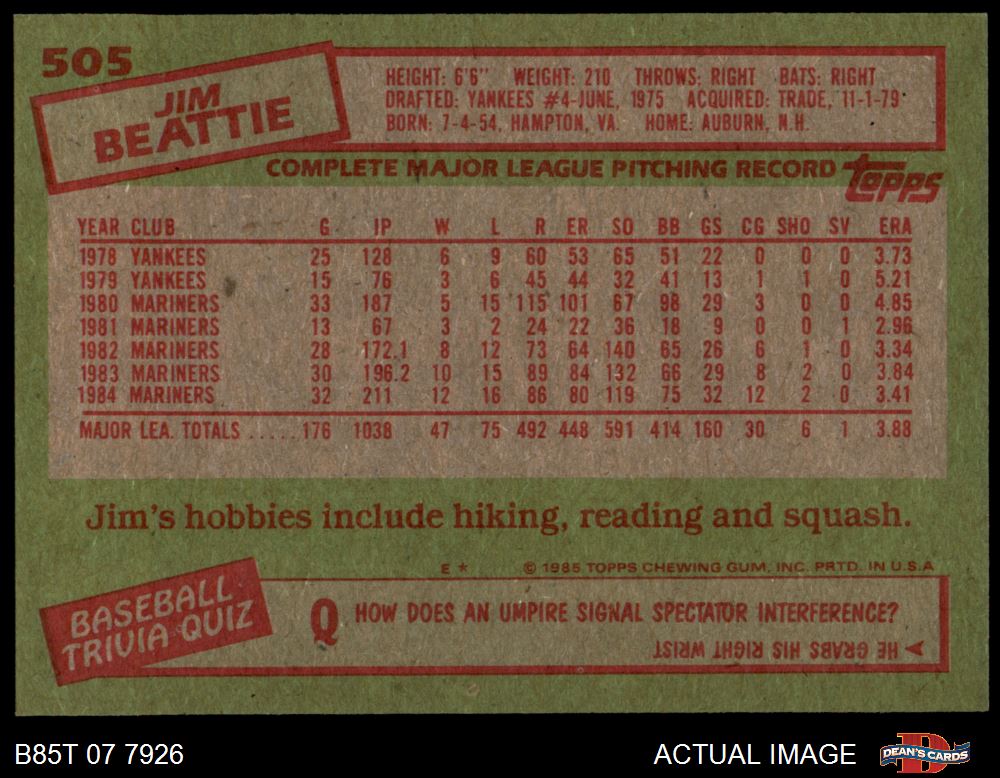 505
JIM
BEATTIE
HEIGHT: 6'6" WEIGHT: 210 THROWS: RIGHT BATS: RIGHT
DRAFTED: YANKEES #4-JUNE, 1975 ACQUIRED: TRADE, 11-1-79
BORN: 7-4-54, HAMPTON, VA. HOME: AUBURN, N.H.
COMPLETE MAJOR LEAGUE PITCHING RECORD topps
YEAR CLUB G IP W L R ER SO BB GS CG SHO SV ERA
1978 YANKEES 25 128 6 9 60 53 65 51 22 0 0 0 3.73
1979 YANKEES 15 76 3 6 45 44 32 41 13 1 1 0 5.21
1980 MARINERS 33 187 5 15 115 101 67 98 29 3 0 0 4.85
1981 MARINERS 13 67 3 2 24 22 36 18 9 0 0 1 2.96
1982 MARINERS 28 172.1 8 12 73 64 140 65 26 6 1 0 3.34
1983 MARINERS 30 196.2 10 15 89 84 132 66 29 8 2 0 3.84
1984 MARINERS 32 211 12 16 86 80 119 75 32 12 2 0 3.41
MAJOR LEA. TOTALS ..... 176 1038 47 75 492 448 591 414 160 30 6 1 3.88
Jim's hobbies include hiking, reading and squash.
E * © 1985 TOPPS CHEWING GUM, INC. PRTD. IN U.S.A
BASEBALL
TRIVIA QUIZ
Q HOW DOES AN UMPIRE SIGNAL SPECTATOR INTERFERENCE?
HE GRABS HIS RIGHT WRIST
B85T 07 7926 ACTUAL IMAGE DEAN'S CARDS